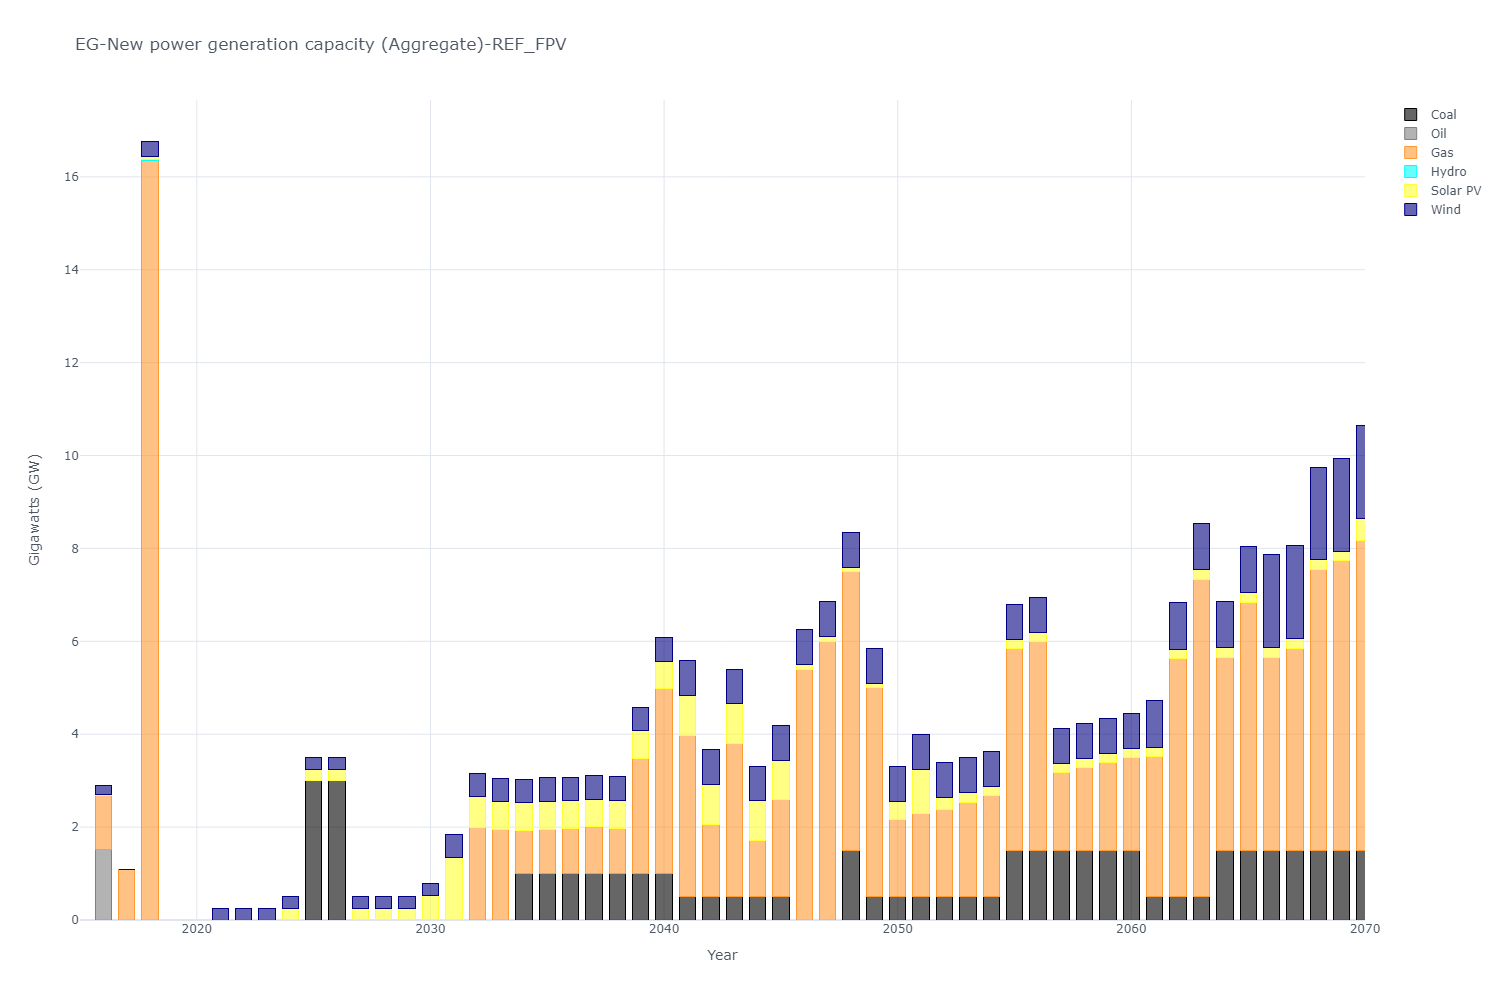 EG-New power generation capacity (Aggregate)-REF_FPV
Coal
Oil
Gas
Hydro
Solar PV
Wind
16
14
12
10
8
6
4
2
0
Gigawatts (GW)
2020
2030
2040
2050
2060
2070
Year